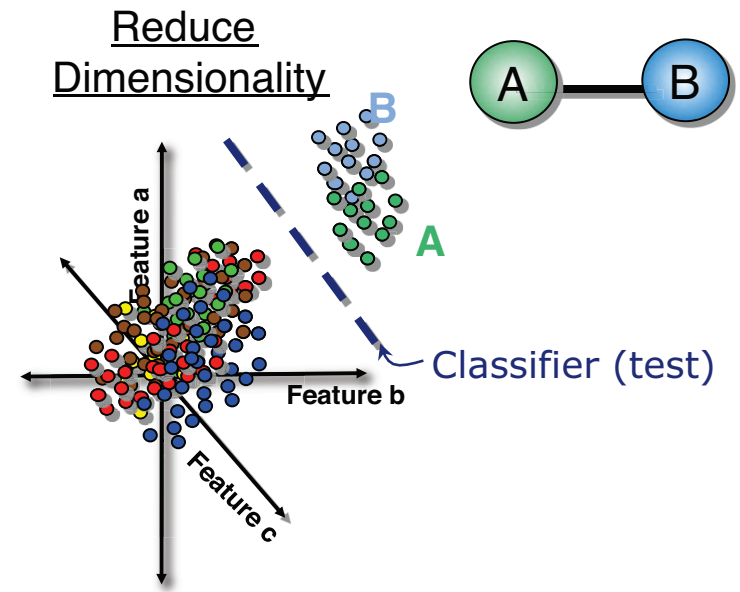 Reduce
Dimensionality
A
B
B
A
Feature a
Feature b
Feature c
Classifier (test)